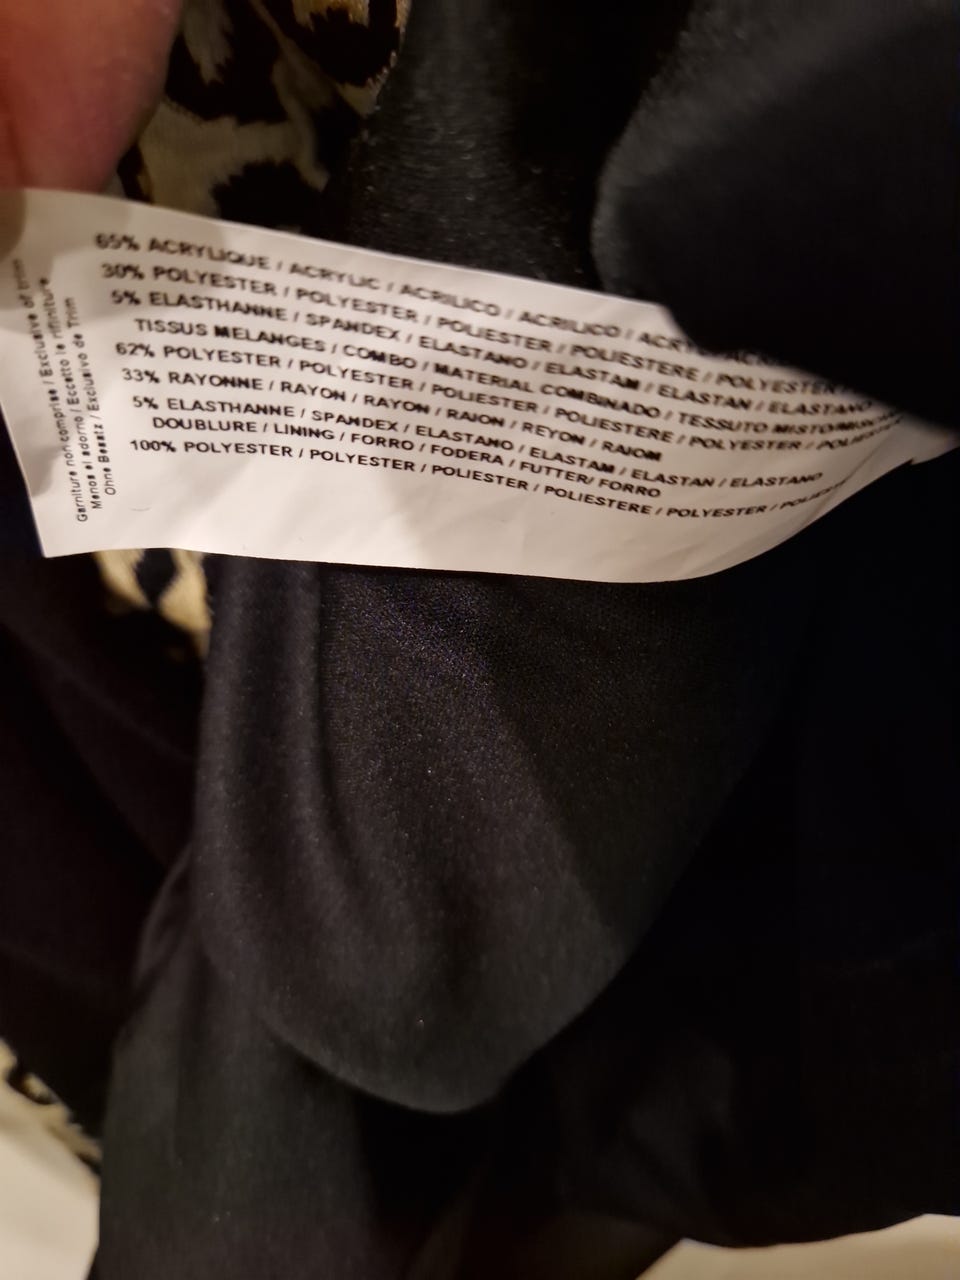 65% ACRYLIQUE / ACRYLIC / ACRILICO / ACRILICO /
30% POLYESTER / POLYESTER / POLIESTER / POLIESTERE / POLYESTER /
5% ELASTHANNE / SPANDEX / ELASTANO / ELASTAM / ELASTAN / ELASTANO
TISSUS MELANGES / COMBO / MATERIAL COMBINADO / TESSUTO MISTO/
62% POLYESTER / POLYESTER / POLIESTER / POLIESTERE / POLYESTER /
33% RAYONNE / RAYON / RAYON / RAION / REYON / RAIOM
5% ELASTHANNE / SPANDEX / ELASTANO / ELASTAM / ELASTAN / ELASTANO
DOUBLURE / LINING / FORRO / FODERA / FUTTER/ FORRO
100% POLYESTER / POLYESTER / POLIESTER / POLIESTERE / POLYESTER /
Garniture non comprise / Exclusive of trim
Menos el adorno / Eccetto le rifiniture
Ohne Besatz / Exclusivo de Trim